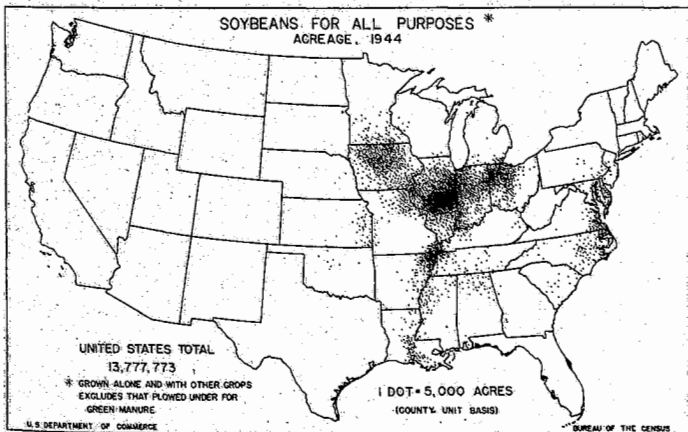 SOYBEANS FOR ALL PURPOSES *
ACREAGE, 1944
UNITED STATES TOTAL
13,777,773
* GROWN ALONE AND WITH OTHER CROPS
EXCLUDES THAT PLOWED UNDER FOR
GREEN MANURE
1 DOT = 5,000 ACRES
(COUNTY UNIT BASIS)
U.S. DEPARTMENT OF COMMERCE
BUREAU OF THE CENSUS